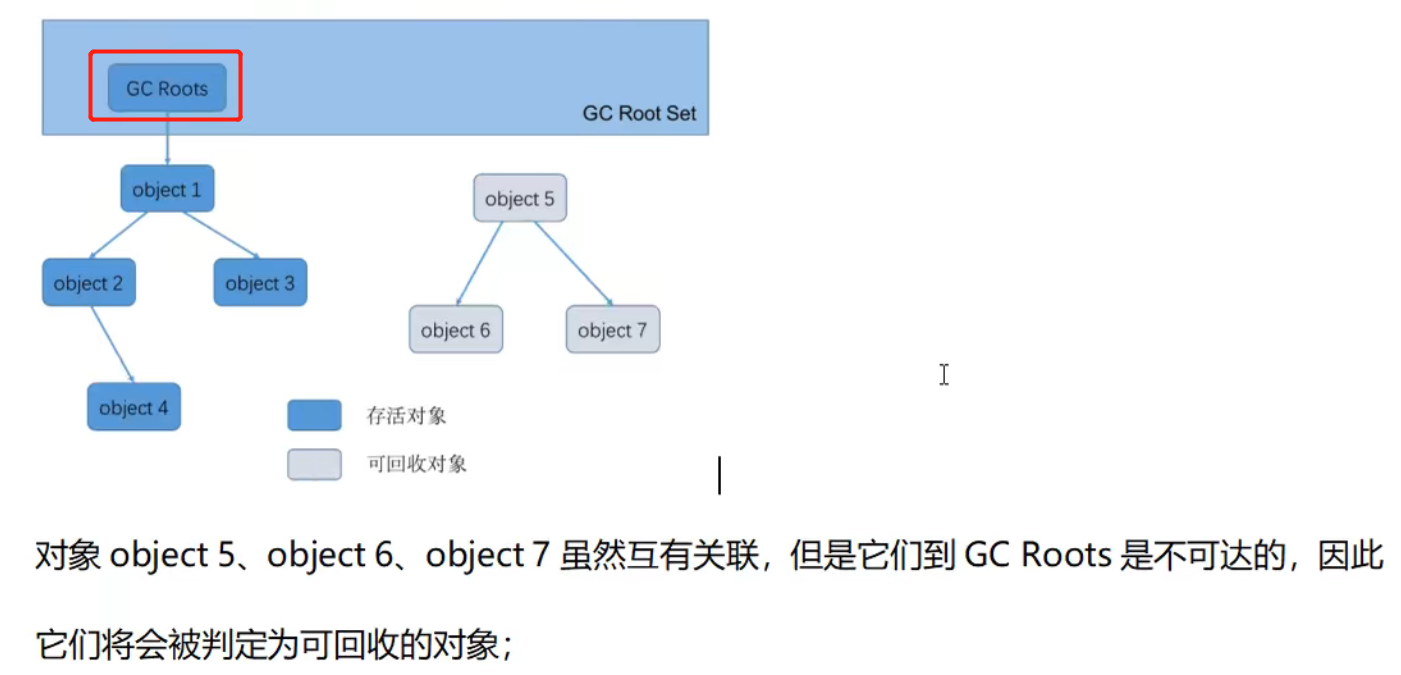 GC Roots
GC Root Set
object 1
object 5
object 2
object 3
object 6
object 7
object 4
存活对象
可回收对象
对象 object 5、object 6、object 7 虽然互有关联，但是它们到 GC Roots 是不可达的，因此
它们将会被判定为可回收的对象；